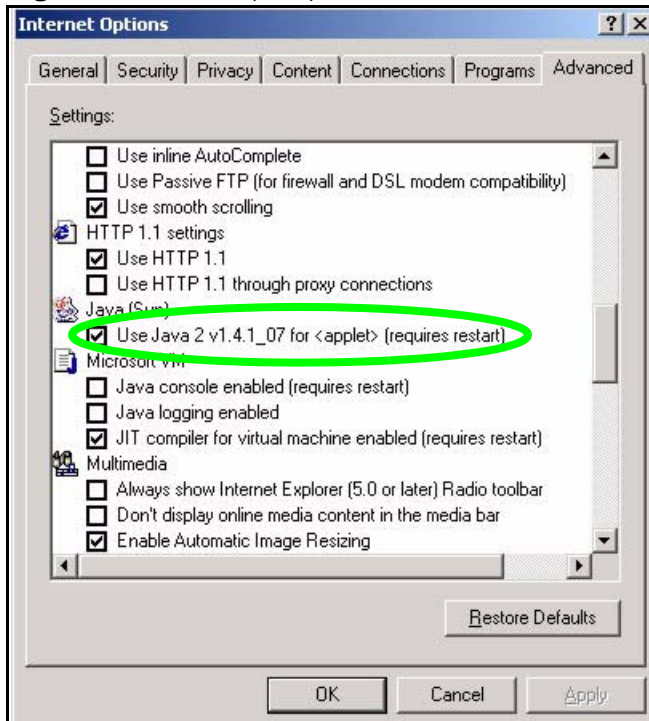 Internet Options
General Security Privacy Content Connections Programs Advanced
Settings:
Use inline AutoComplete
Use Passive FTP (for firewall and DSL modem compatibility)
Use smooth scrolling
HTTP 1.1 settings
Use HTTP 1.1
Use HTTP 1.1 through proxy connections
Java (Sun)
Use Java 2 v1.4.1_07 for <applet> (requires restart)
Microsoft VM
Java console enabled (requires restart)
Java logging enabled
JIT compiler for virtual machine enabled (requires restart)
Multimedia
Always show Internet Explorer (5.0 or later) Radio toolbar
Don't display online media content in the media bar
Enable Automatic Image Resizing
Restore Defaults
OK Cancel Apply